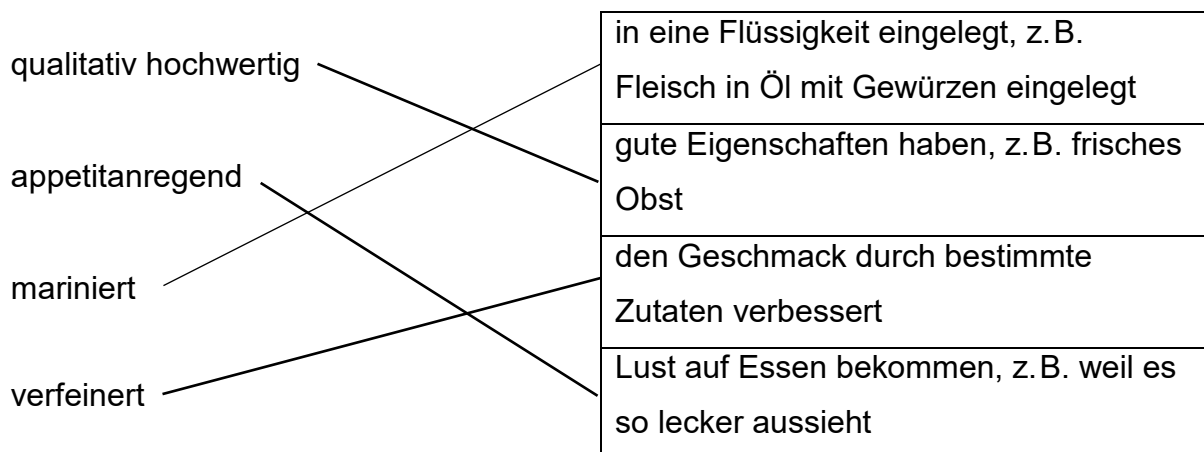 qualitativ hochwertig
appetitanregend
mariniert
verfeinert
in eine Flüssigkeit eingelegt, z.B.
Fleisch in Öl mit Gewürzen eingelegt
gute Eigenschaften haben, z.B. frisches
Obst
den Geschmack durch bestimmte
Zutaten verbessert
Lust auf Essen bekommen, z.B. weil es
so lecker aussieht